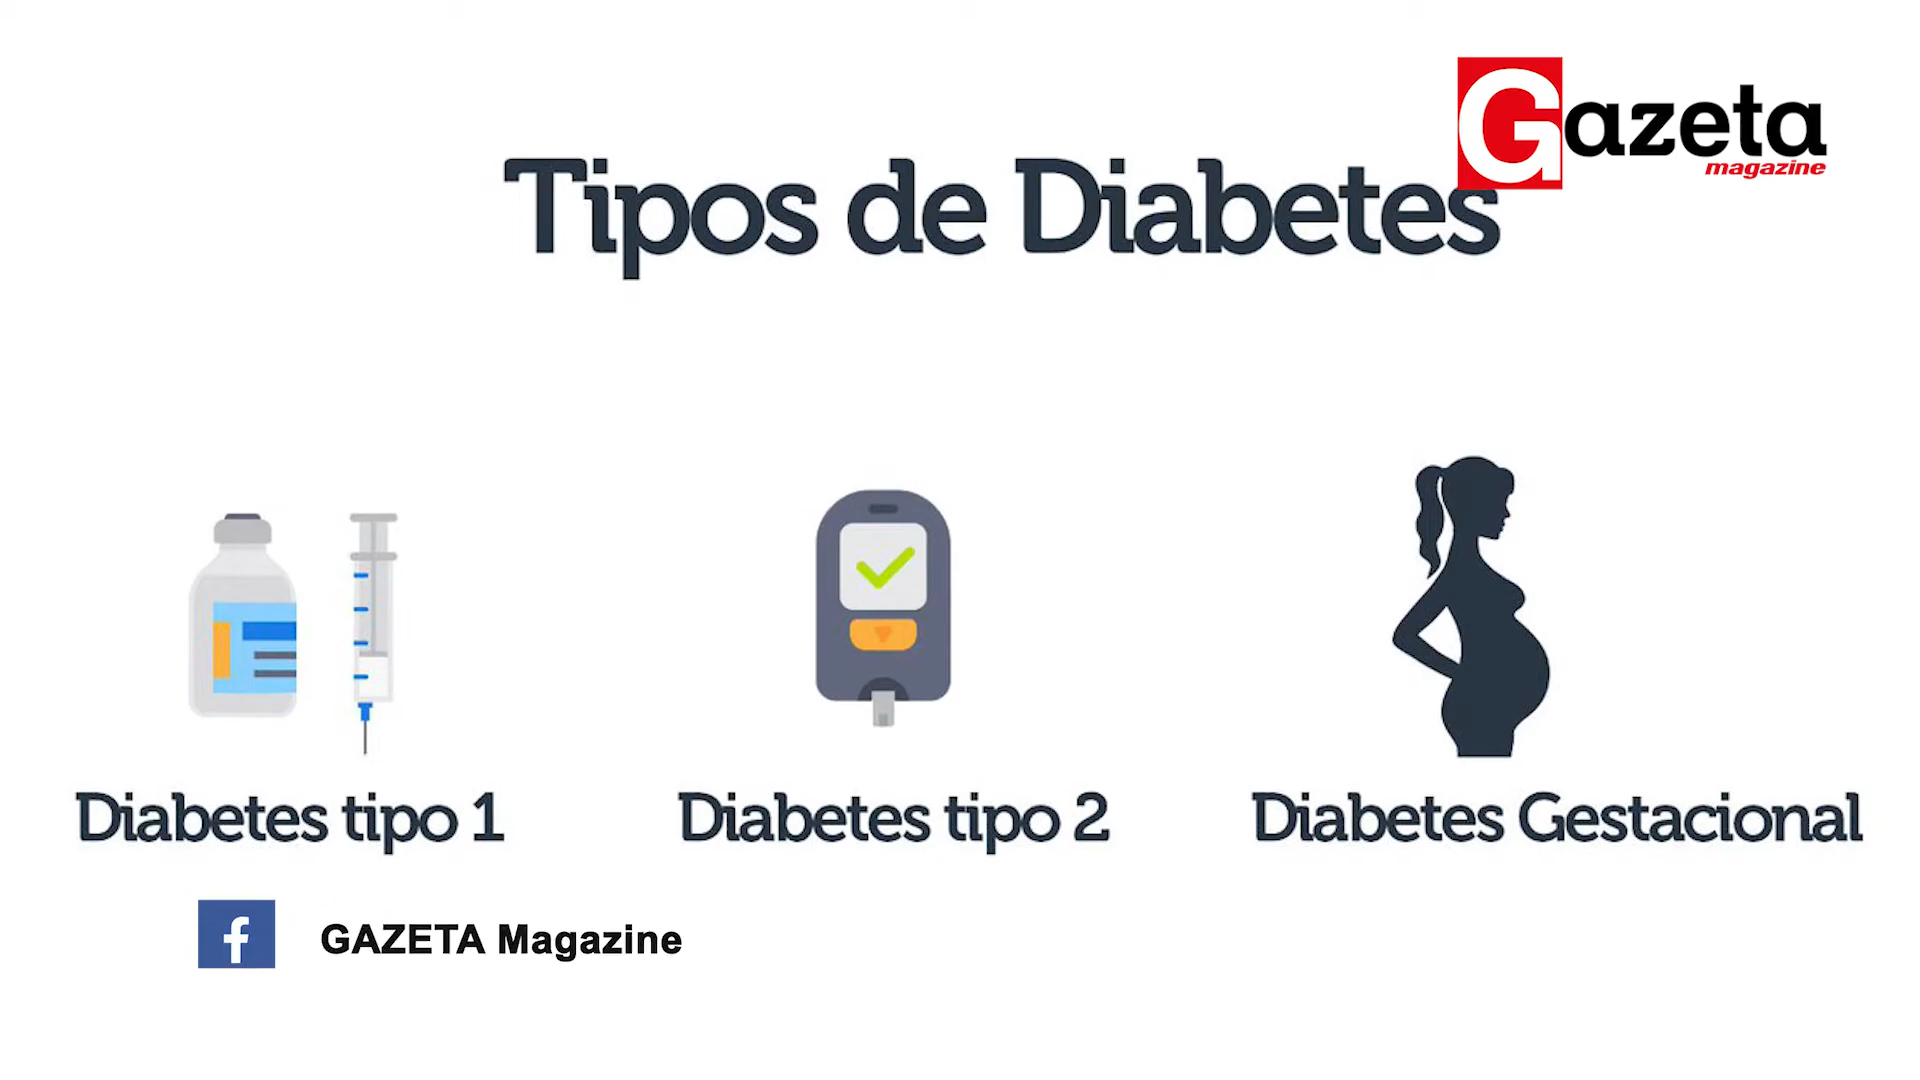 Gazeta
magazine
Tipos de Diabetes
Diabetes tipo 1
Diabetes tipo 2
Diabetes Gestacional
GAZETA Magazine